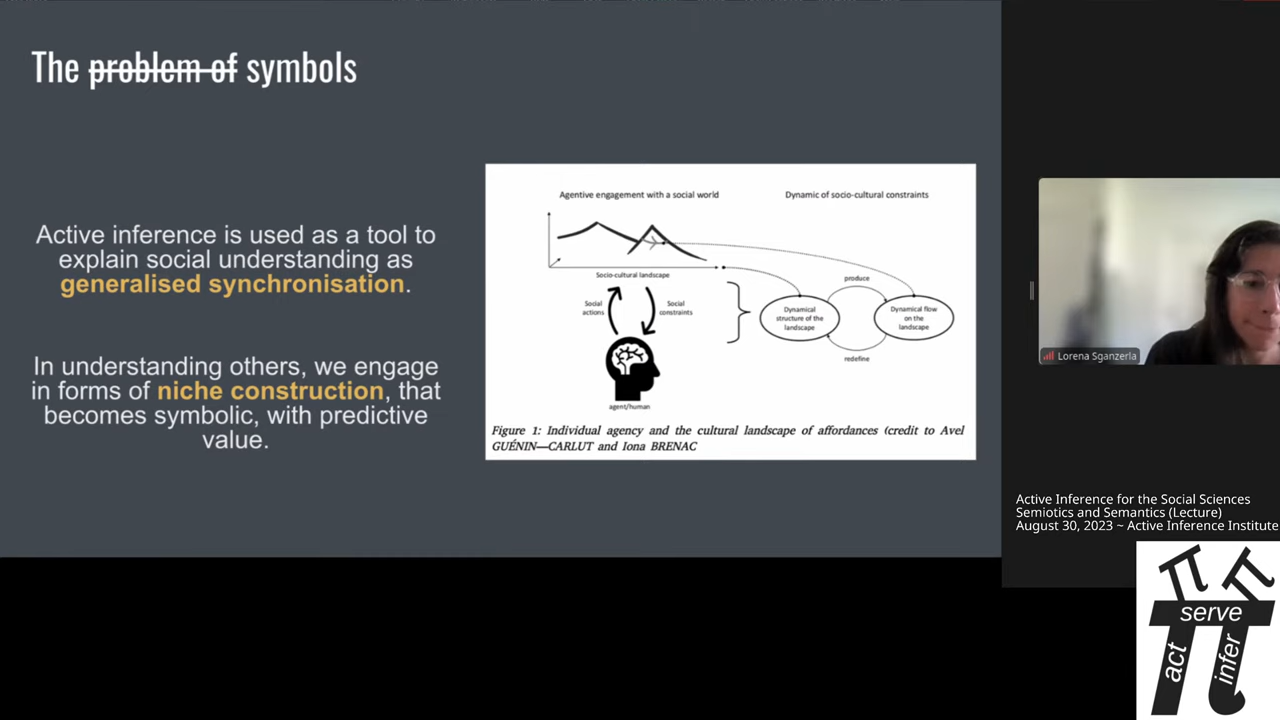 The problem of symbols
Active inference is used as a tool to
explain social understanding as
generalised synchronisation.
In understanding others, we engage
in forms of niche construction, that
becomes symbolic, with predictive
value.
Agentive engagement with a social world
Dynamic of socio-cultural constraints
Socio-cultural landscape
Social
actions
Social
constraints
agent/human
produce
Dynamical
structure of the
landscape
Dynamical flow
on the
landscape
redefine
Figure 1: Individual agency and the cultural landscape of affordances (credit to Avel
GUÉNIN—CARLUT and Iona BRENAC
Lorena Sganzerla
Active Inference for the Social Sciences
Semiotics and Semantics (Lecture)
August 30, 2023 ~ Active Inference Institute
serve
act
infer